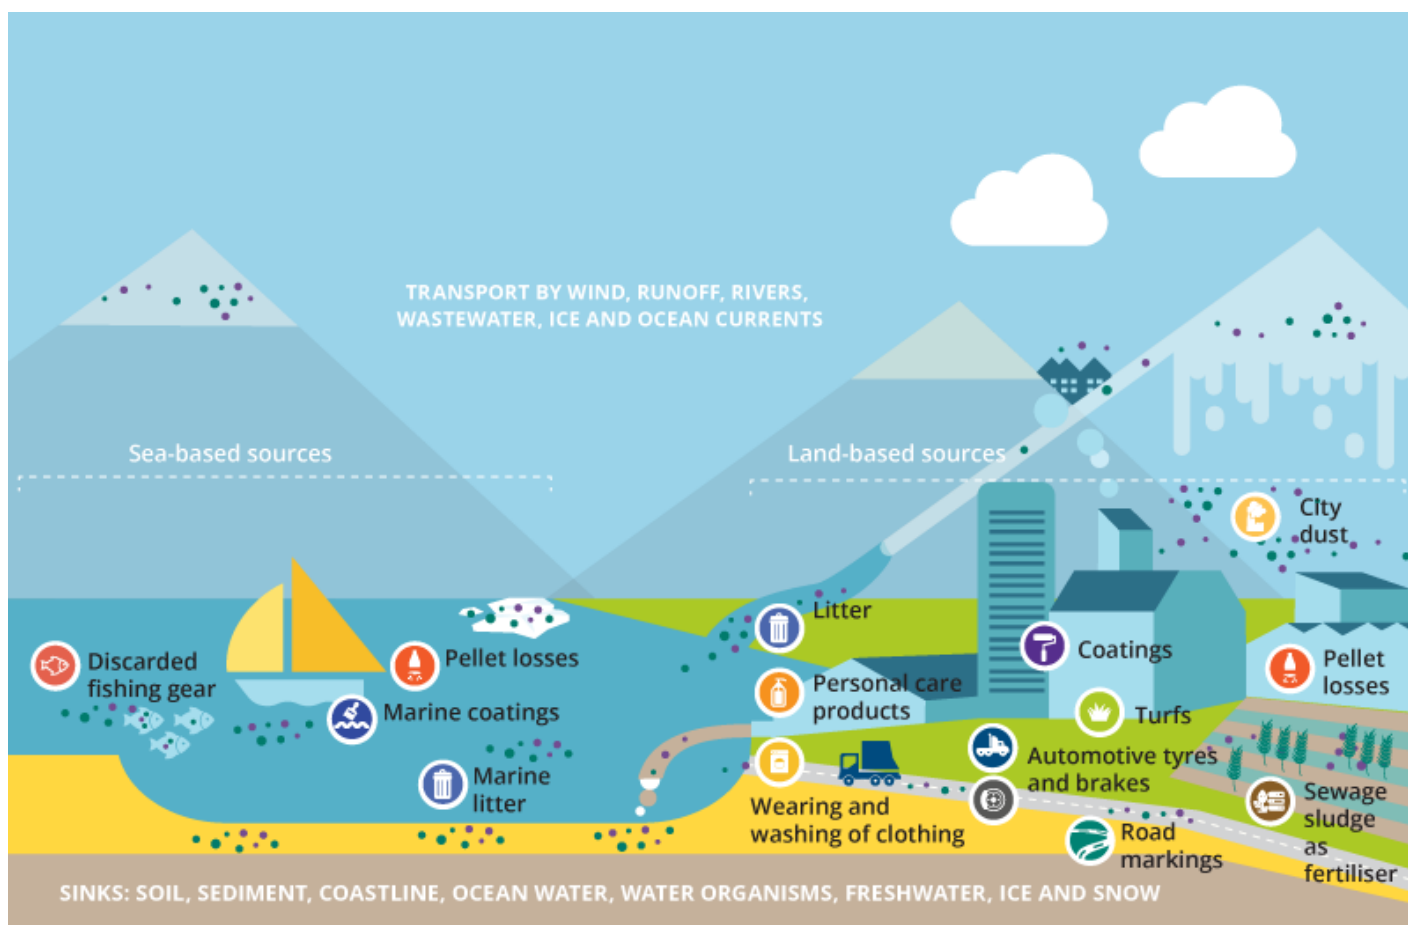 TRANSPORT BY WIND, RUNOFF, RIVERS,
WASTEWATER, ICE AND OCEAN CURRENTS
Sea-based sources
Land-based sources
City
dust
Litter
Discarded
fishing gear
Pellet losses
Marine coatings
Marine
litter
Personal care
products
Coatings
Pellet
losses
Turfs
Wearing and
washing of clothing
Automotive tyres
and brakes
Road
markings
Sewage
sludge
as
fertiliser
SINKS: SOIL, SEDIMENT, COASTLINE, OCEAN WATER, WATER ORGANISMS, FRESHWATER, ICE AND SNOW